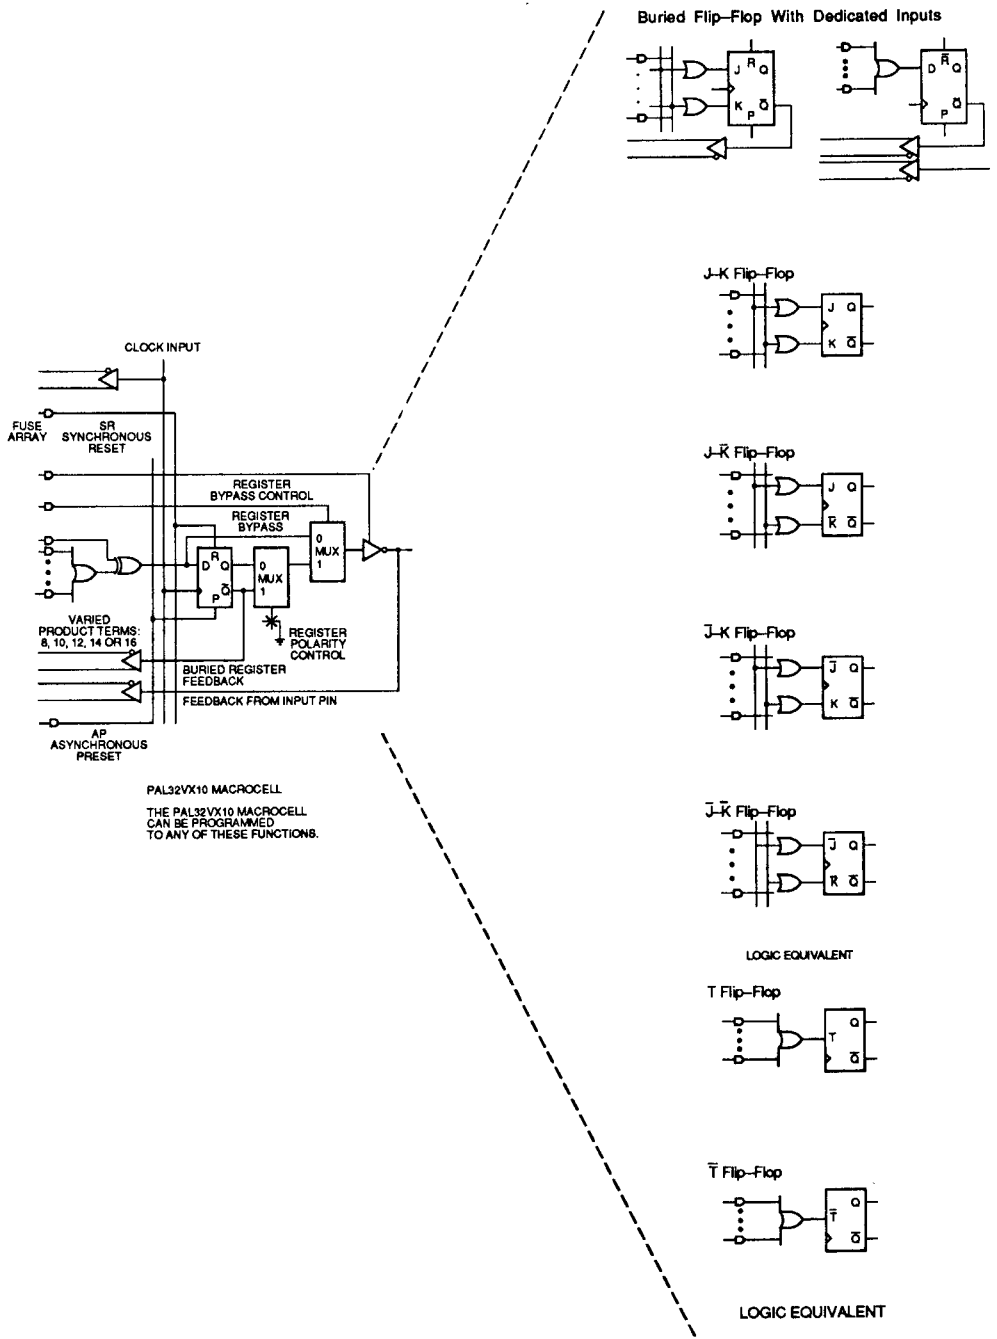 Buried Flip–Flop With Dedicated Inputs
J R Q
K P Q̅
D R̅ Q
P Q̅
J–K Flip–Flop
J Q
K Q̅
J–K̅ Flip–Flop
J Q
K̅ Q̅
J̅–K Flip–Flop
J̅ Q
K Q̅
J̅–K̅ Flip–Flop
J̅ Q
K̅ Q̅
LOGIC EQUIVALENT
T Flip–Flop
Q
T
Q̅
T̅ Flip–Flop
Q
T̅
Q̅
LOGIC EQUIVALENT
CLOCK INPUT
FUSE
ARRAY
SR
SYNCHRONOUS
RESET
REGISTER
BYPASS CONTROL
REGISTER
BYPASS
0
MUX
1
R
D Q
P Q̅
0
MUX
1
VARIED
PRODUCT TERMS:
8, 10, 12, 14 OR 16
REGISTER
POLARITY
CONTROL
BURIED REGISTER
FEEDBACK
FEEDBACK FROM INPUT PIN
AP
ASYNCHRONOUS
PRESET
PAL32VX10 MACROCELL
THE PAL32VX10 MACROCELL
CAN BE PROGRAMMED
TO ANY OF THESE FUNCTIONS.